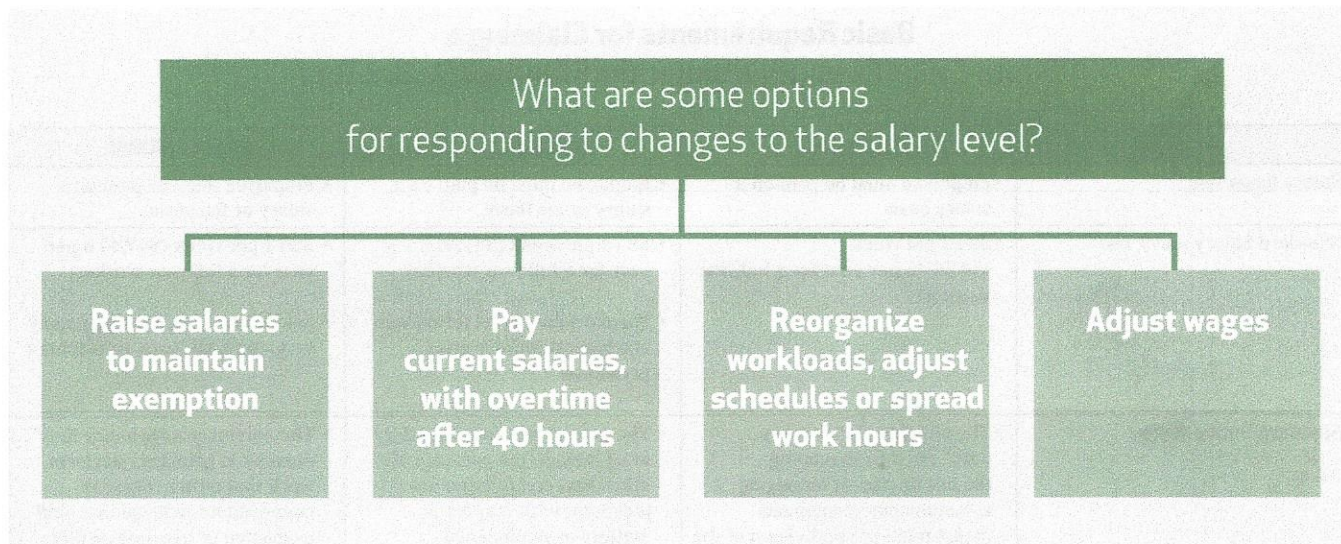 What are some options
for responding to changes to the salary level?
Raise salaries
to maintain
exemption
Pay
current salaries,
with overtime
after 40 hours
Reorganize
workloads, adjust
schedules or spread
work hours
Adjust wages